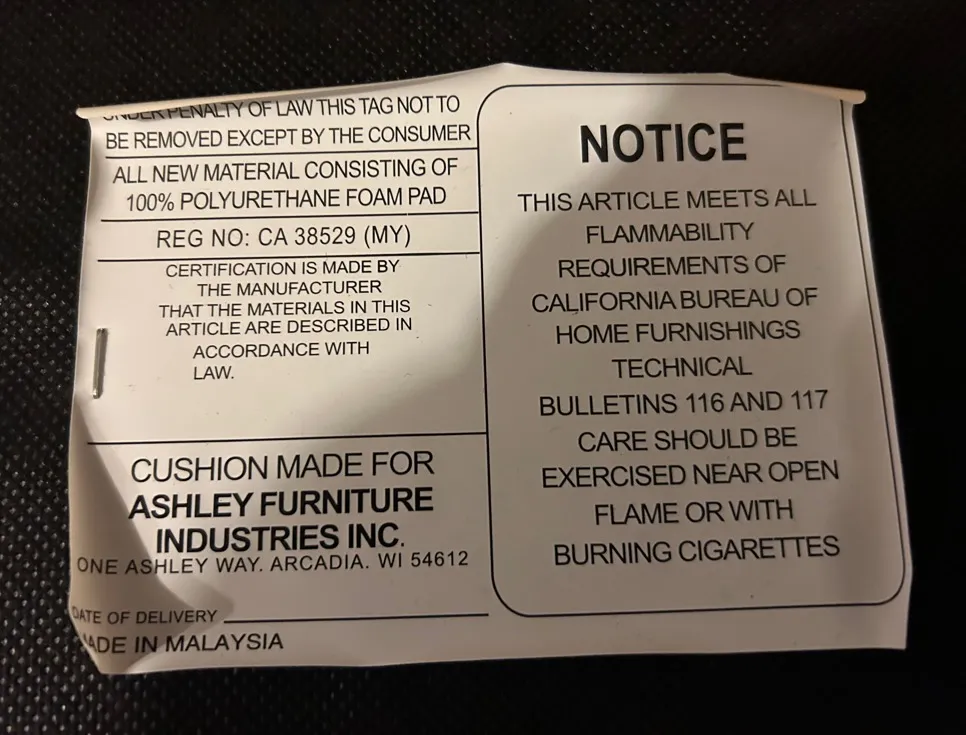 UNDER PENALTY OF LAW THIS TAG NOT TO
BE REMOVED EXCEPT BY THE CONSUMER
ALL NEW MATERIAL CONSISTING OF
100% POLYURETHANE FOAM PAD
REG NO: CA 38529 (MY)
CERTIFICATION IS MADE BY
THE MANUFACTURER
THAT THE MATERIALS IN THIS
ARTICLE ARE DESCRIBED IN
ACCORDANCE WITH
LAW.
CUSHION MADE FOR
ASHLEY FURNITURE
INDUSTRIES INC.
ONE ASHLEY WAY. ARCADIA. WI 54612
DATE OF DELIVERY
MADE IN MALAYSIA
NOTICE
THIS ARTICLE MEETS ALL
FLAMMABILITY
REQUIREMENTS OF
CALIFORNIA BUREAU OF
HOME FURNISHINGS
TECHNICAL
BULLETINS 116 AND 117
CARE SHOULD BE
EXERCISED NEAR OPEN
FLAME OR WITH
BURNING CIGARETTES